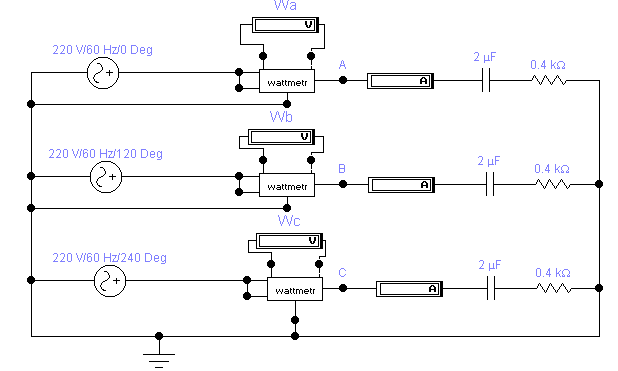 Wa
V
220 V/60 Hz/0 Deg
wattmetr
A
A
2 µF
0.4 kΩ
Wb
V
220 V/60 Hz/120 Deg
wattmetr
B
A
2 µF
0.4 kΩ
Wc
V
220 V/60 Hz/240 Deg
wattmetr
C
A
2 µF
0.4 kΩ